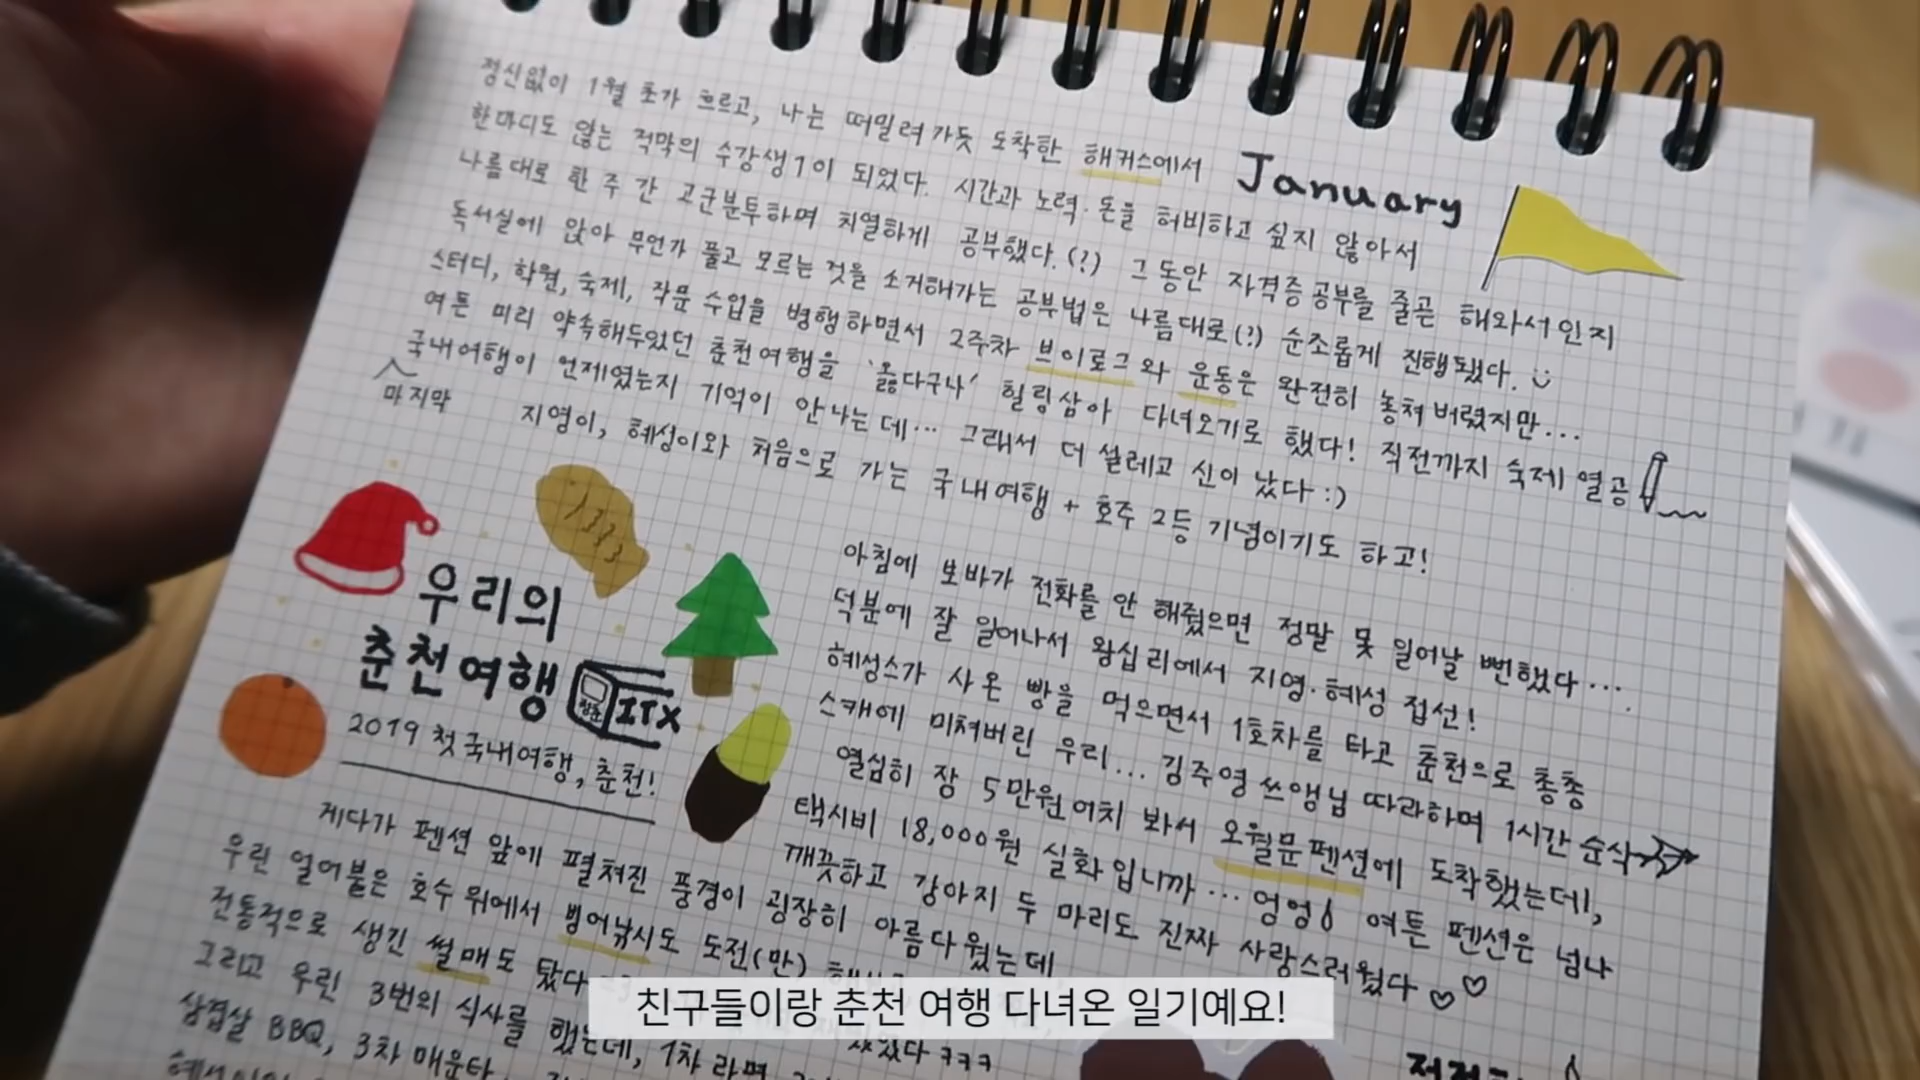 January
정신없이 1월 초가 흐르고, 나는 떠밀려가듯 도착한 해커스에서
한마디도 않는 적막의 수강생1이 되었다. 시간과 노력·돈을 허비하고 싶지 않아서
나름대로 한 주 간 고군분투하며 치열하게 공부했다.(?) 그동안 자격증공부를 줄곧 해와서인지
독서실에 앉아 무언가 풀고 모르는 것을 소거해가는 공부법은 나름대로(?) 순조롭게 진행됐다.
스터디, 학원, 숙제, 작문 수업을 병행하면서 2주차 브이로그와 운동은 완전히 놓쳐버렸지만...
여튼 미리 약속해두었던 춘천여행을 '옳다구나' 힐링삼아 다녀오기로 했다! 직전까지 숙제 열공
국내여행이 언제였는지 기억이 안나는데... 그래서 더 설레고 신이 났다 :)
마지막
지영이, 혜성이와 처음으로 가는 국내여행 + 호주 2등 기념이기도 하고!
우리의
춘천여행
청춘
ITX
2019 첫 국내여행, 춘천!
아침에 보바가 전화를 안 해줬으면 정말 못 일어날 뻔했다....
덕분에 잘 일어나서 왕십리에서 지영·혜성 접선!
혜성스가 사온 빵을 먹으면서 1호차를 타고 춘천으로 총총
스캐에 미쳐버린 우리... 김주영 쓰앵님 따라하며 1시간 순삭
열심히 장 5만원어치 봐서 오월문펜션에 도착했는데,
택시비 18,000원 실화입니까... 엉엉 여튼 펜션은 넘나
깨끗하고 강아지 두 마리도 진짜 사랑스러웠다 ♡♡
게다가 펜션 앞에 펼쳐진 풍경이 굉장히 아름다웠는데
우린 얼어붙은 호수 위에서 빙어낚시도 도전(만)
전통적으로 생긴 썰매도 탔다
그리고 우린 3번의 식사를 했는데, 1차 라면
삼겹살 BBQ, 3차 매운탕,
ㅋㅋㅋ
친구들이랑 춘천 여행 다녀온 일기예요!